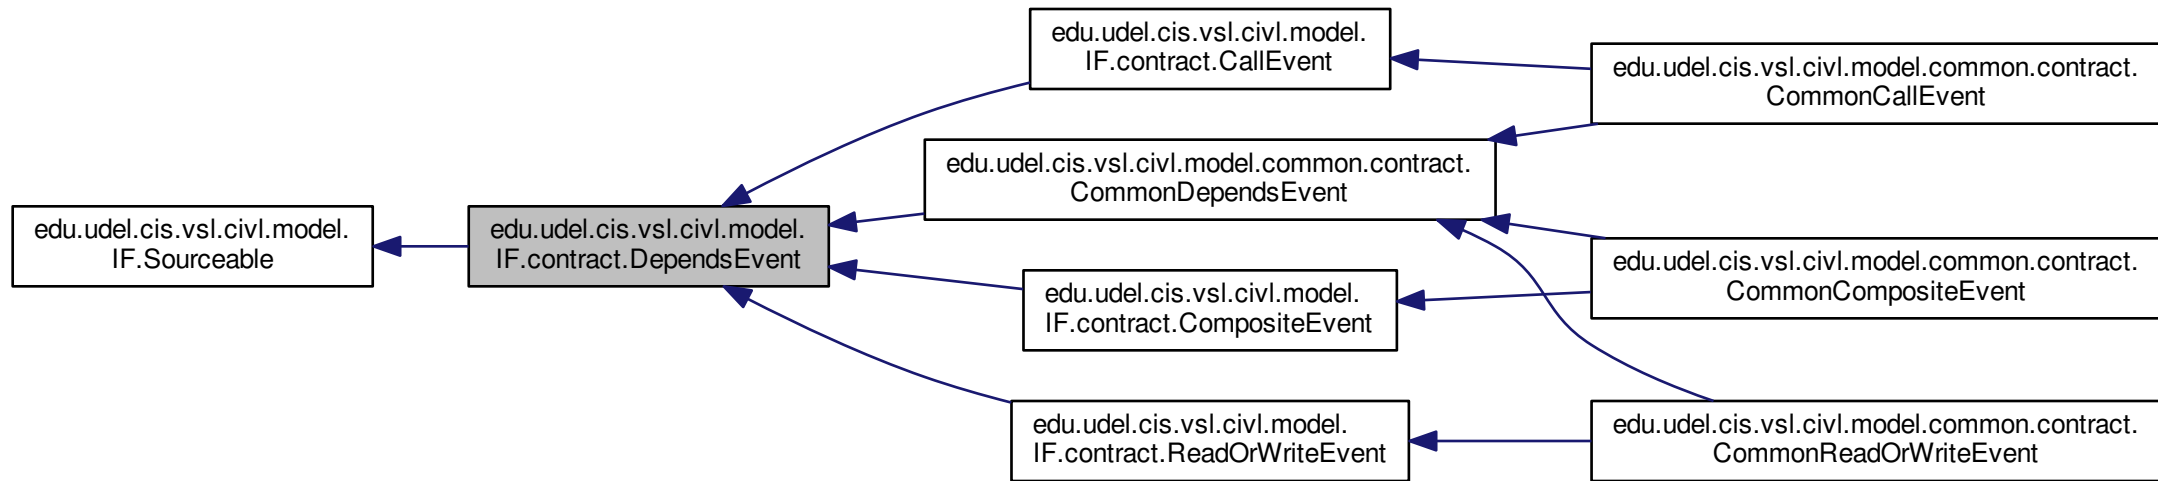 edu.udel.cis.vsl.civl.model.
IF.Sourceable
edu.udel.cis.vsl.civl.model.
IF.contract.DependsEvent
edu.udel.cis.vsl.civl.model.
IF.contract.CallEvent
edu.udel.cis.vsl.civl.model.common.contract.
CommonDependsEvent
edu.udel.cis.vsl.civl.model.
IF.contract.CompositeEvent
edu.udel.cis.vsl.civl.model.
IF.contract.ReadOrWriteEvent
edu.udel.cis.vsl.civl.model.common.contract.
CommonCallEvent
edu.udel.cis.vsl.civl.model.common.contract.
CommonCompositeEvent
edu.udel.cis.vsl.civl.model.common.contract.
CommonReadOrWriteEvent